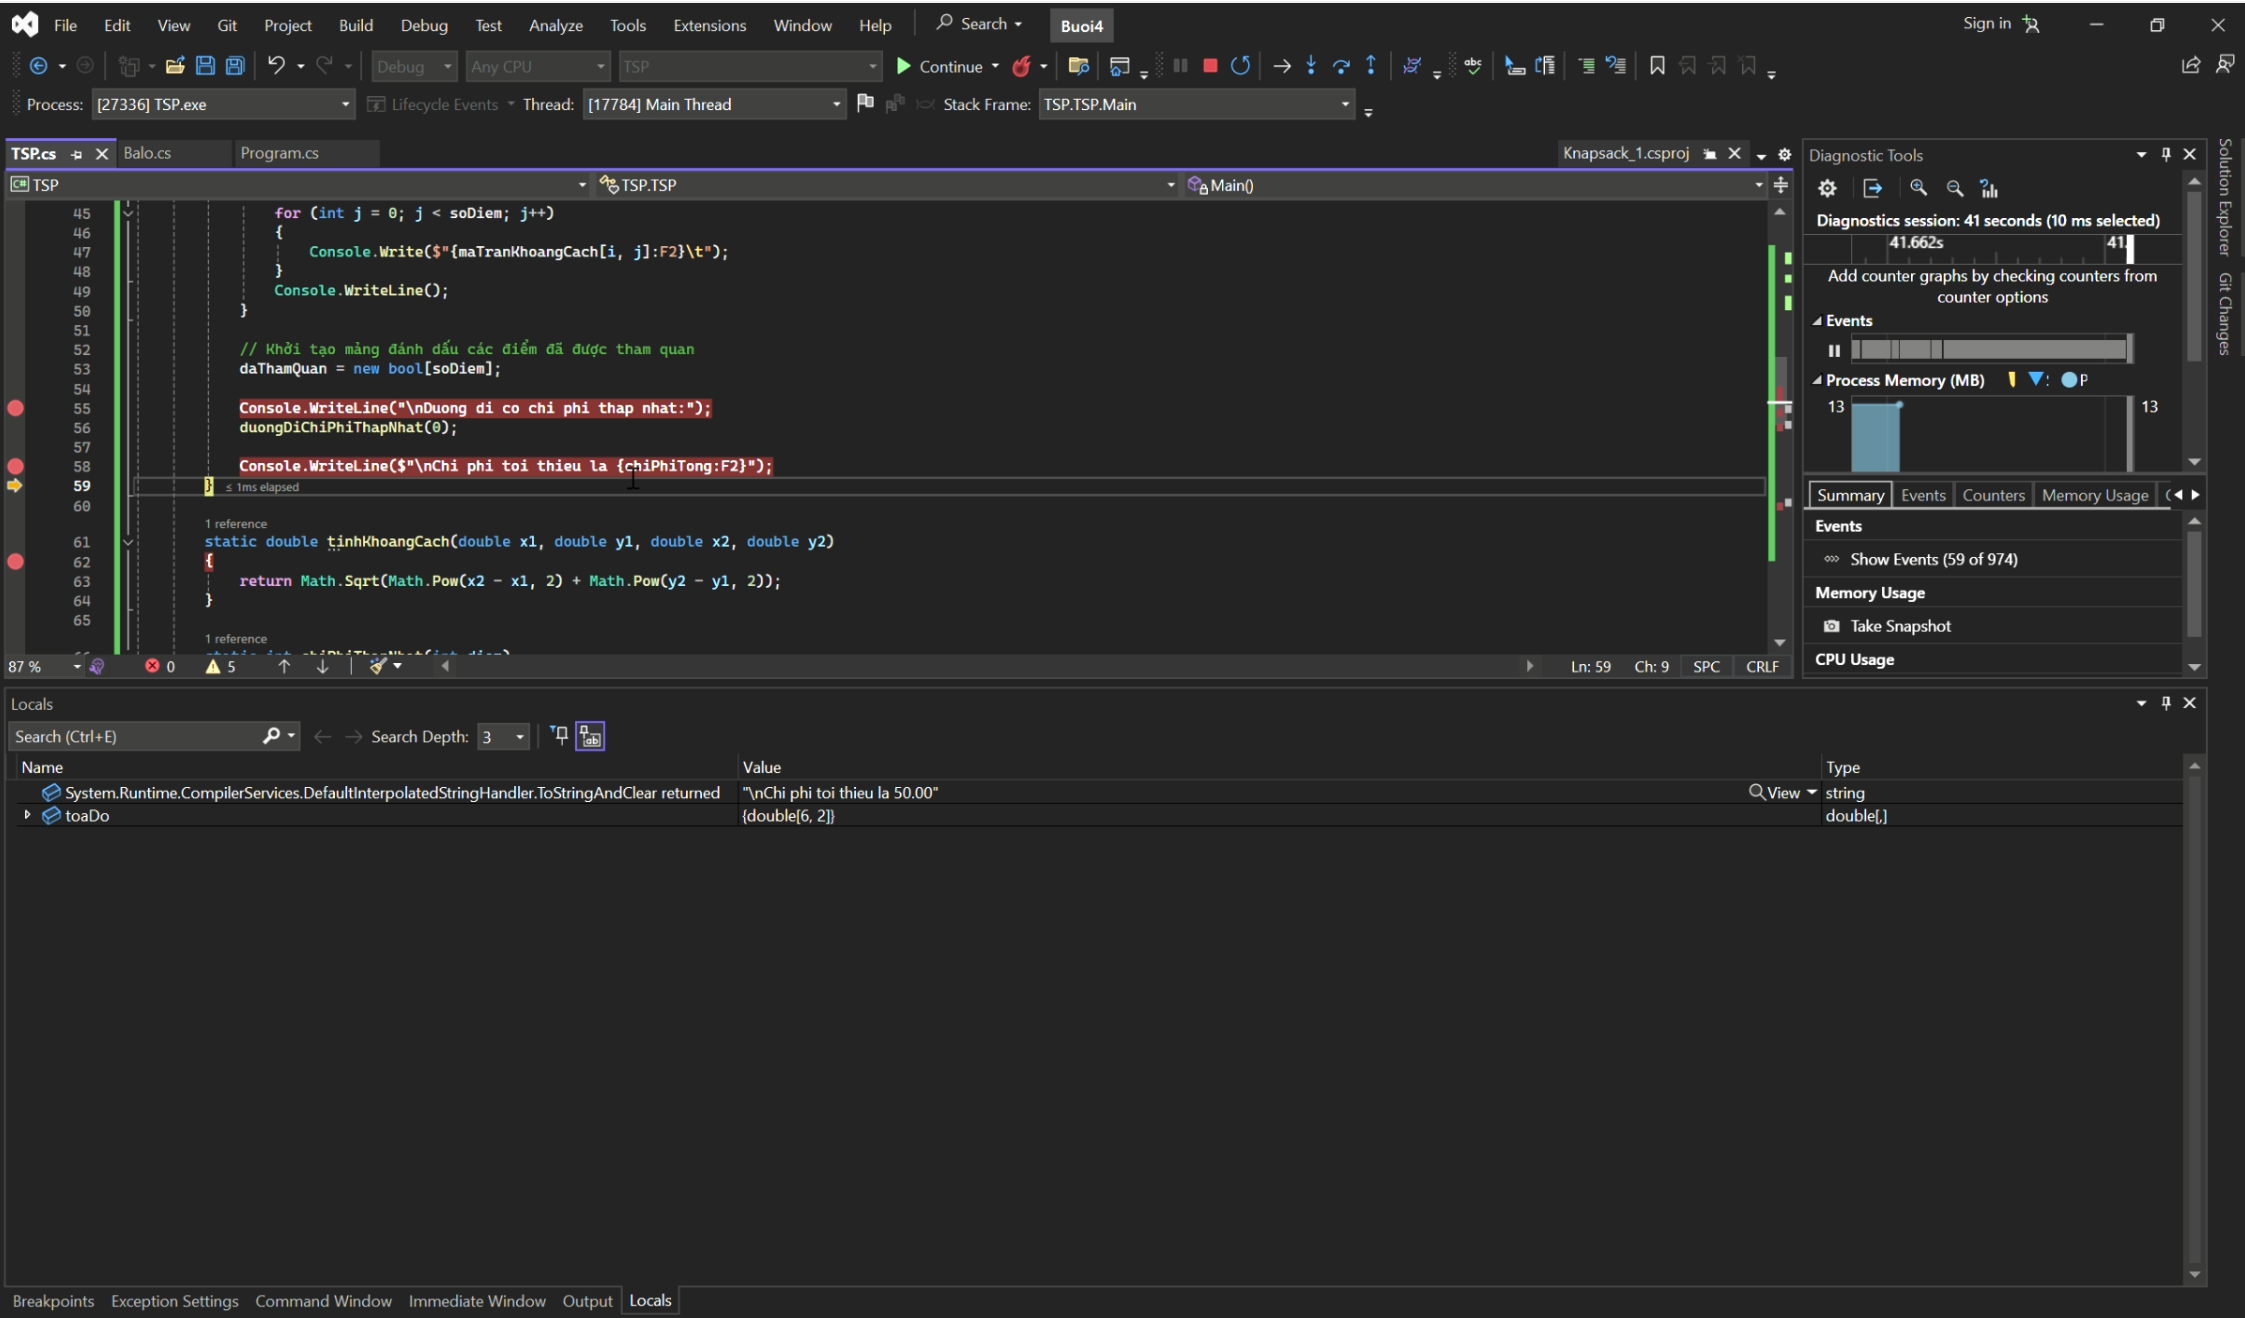 File Edit View Git Project Build Debug Test Analyze Tools Extensions Window Help Search Buoi4 Sign in
Debug Any CPU TSP Continue
Process: [27336] TSP.exe Lifecycle Events Thread: [17784] Main Thread Stack Frame: TSP.TSP.Main
TSP.cs Balo.cs Program.cs Knapsack_1.csproj
TSP TSP.TSP Main()
45 for (int j = 0; j < soDiem; j++)
46 {
47 Console.Write($"{maTranKhoangCach[i, j]:F2}\t");
48 }
49 Console.WriteLine();
50 }
51
52 // Khởi tạo mảng đánh dấu các điểm đã được tham quan
53 daThamQuan = new bool[soDiem];
54
55 Console.WriteLine("\nDuong di co chi phi thap nhat:");
56 duongDiChiPhiThapNhat(0);
57
58 Console.WriteLine($"\nChi phi toi thieu la {chiPhiTong:F2}");
59 } ≤ 1ms elapsed
60
1 reference
61 static double tinhKhoangCach(double x1, double y1, double x2, double y2)
62 {
63 return Math.Sqrt(Math.Pow(x2 - x1, 2) + Math.Pow(y2 - y1, 2));
64 }
65
1 reference
87 % 0 5 Ln: 59 Ch: 9 SPC CRLF
Diagnostic Tools
Diagnostics session: 41 seconds (10 ms selected)
41.662s 41.
Add counter graphs by checking counters from
counter options
Events
Process Memory (MB) P
13 13
Summary Events Counters Memory Usage
Events
Show Events (59 of 974)
Memory Usage
Take Snapshot
CPU Usage
Solution Explorer
Git Changes
Locals
Search (Ctrl+E) Search Depth: 3
Name Value Type
System.Runtime.CompilerServices.DefaultInterpolatedStringHandler.ToStringAndClear returned "\nChi phi toi thieu la 50.00" View string
toaDo {double[6, 2]} double[,]
Breakpoints Exception Settings Command Window Immediate Window Output Locals